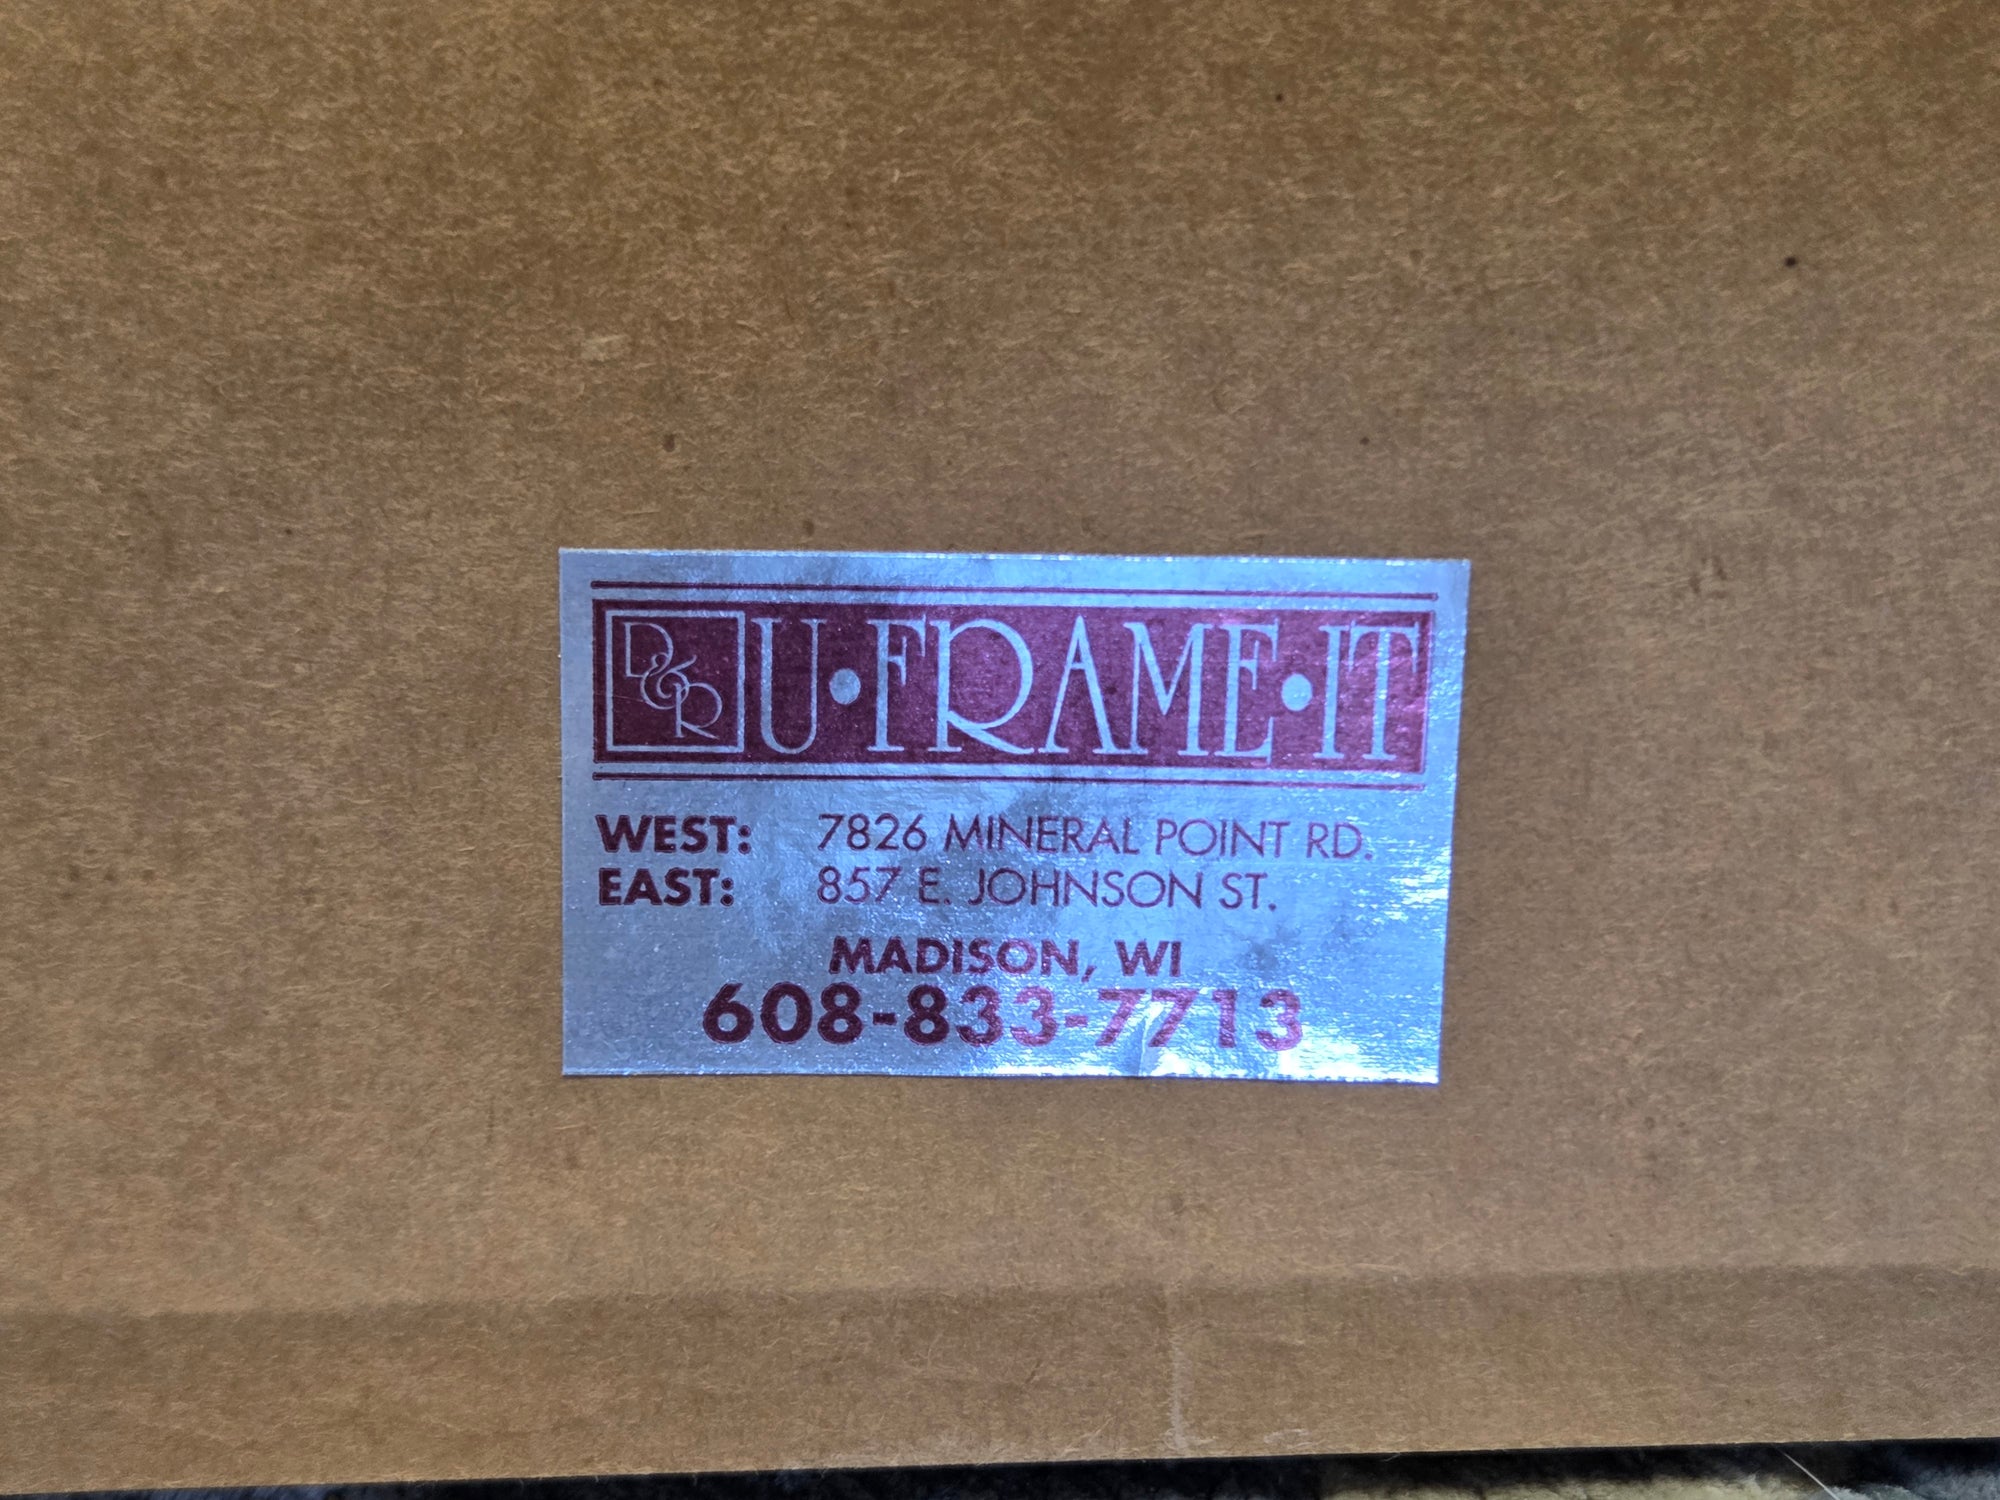 D&R U•FRAME•IT
WEST: 7826 MINERAL POINT RD.
EAST: 857 E. JOHNSON ST.
MADISON, WI
608-833-7713